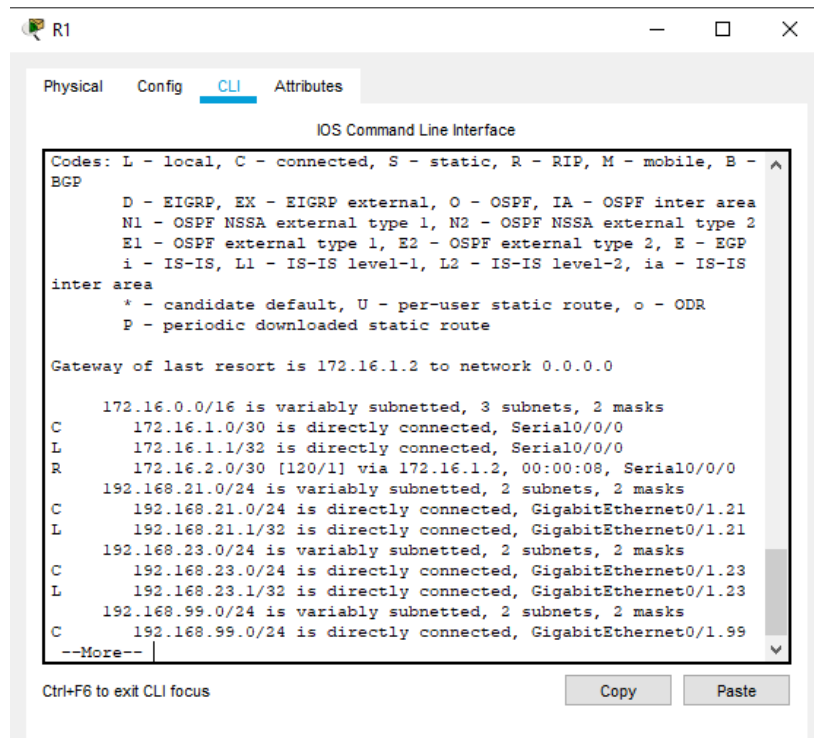 R1
Physical Config CLI Attributes
IOS Command Line Interface
Codes: L - local, C - connected, S - static, R - RIP, M - mobile, B -
BGP
D - EIGRP, EX - EIGRP external, O - OSPF, IA - OSPF inter area
N1 - OSPF NSSA external type 1, N2 - OSPF NSSA external type 2
E1 - OSPF external type 1, E2 - OSPF external type 2, E - EGP
i - IS-IS, L1 - IS-IS level-1, L2 - IS-IS level-2, ia - IS-IS
inter area
* - candidate default, U - per-user static route, o - ODR
P - periodic downloaded static route
Gateway of last resort is 172.16.1.2 to network 0.0.0.0
172.16.0.0/16 is variably subnetted, 3 subnets, 2 masks
C 172.16.1.0/30 is directly connected, Serial0/0/0
L 172.16.1.1/32 is directly connected, Serial0/0/0
R 172.16.2.0/30 [120/1] via 172.16.1.2, 00:00:08, Serial0/0/0
192.168.21.0/24 is variably subnetted, 2 subnets, 2 masks
C 192.168.21.0/24 is directly connected, GigabitEthernet0/1.21
L 192.168.21.1/32 is directly connected, GigabitEthernet0/1.21
192.168.23.0/24 is variably subnetted, 2 subnets, 2 masks
C 192.168.23.0/24 is directly connected, GigabitEthernet0/1.23
L 192.168.23.1/32 is directly connected, GigabitEthernet0/1.23
192.168.99.0/24 is variably subnetted, 2 subnets, 2 masks
C 192.168.99.0/24 is directly connected, GigabitEthernet0/1.99
--More--
Ctrl+F6 to exit CLI focus
Copy Paste